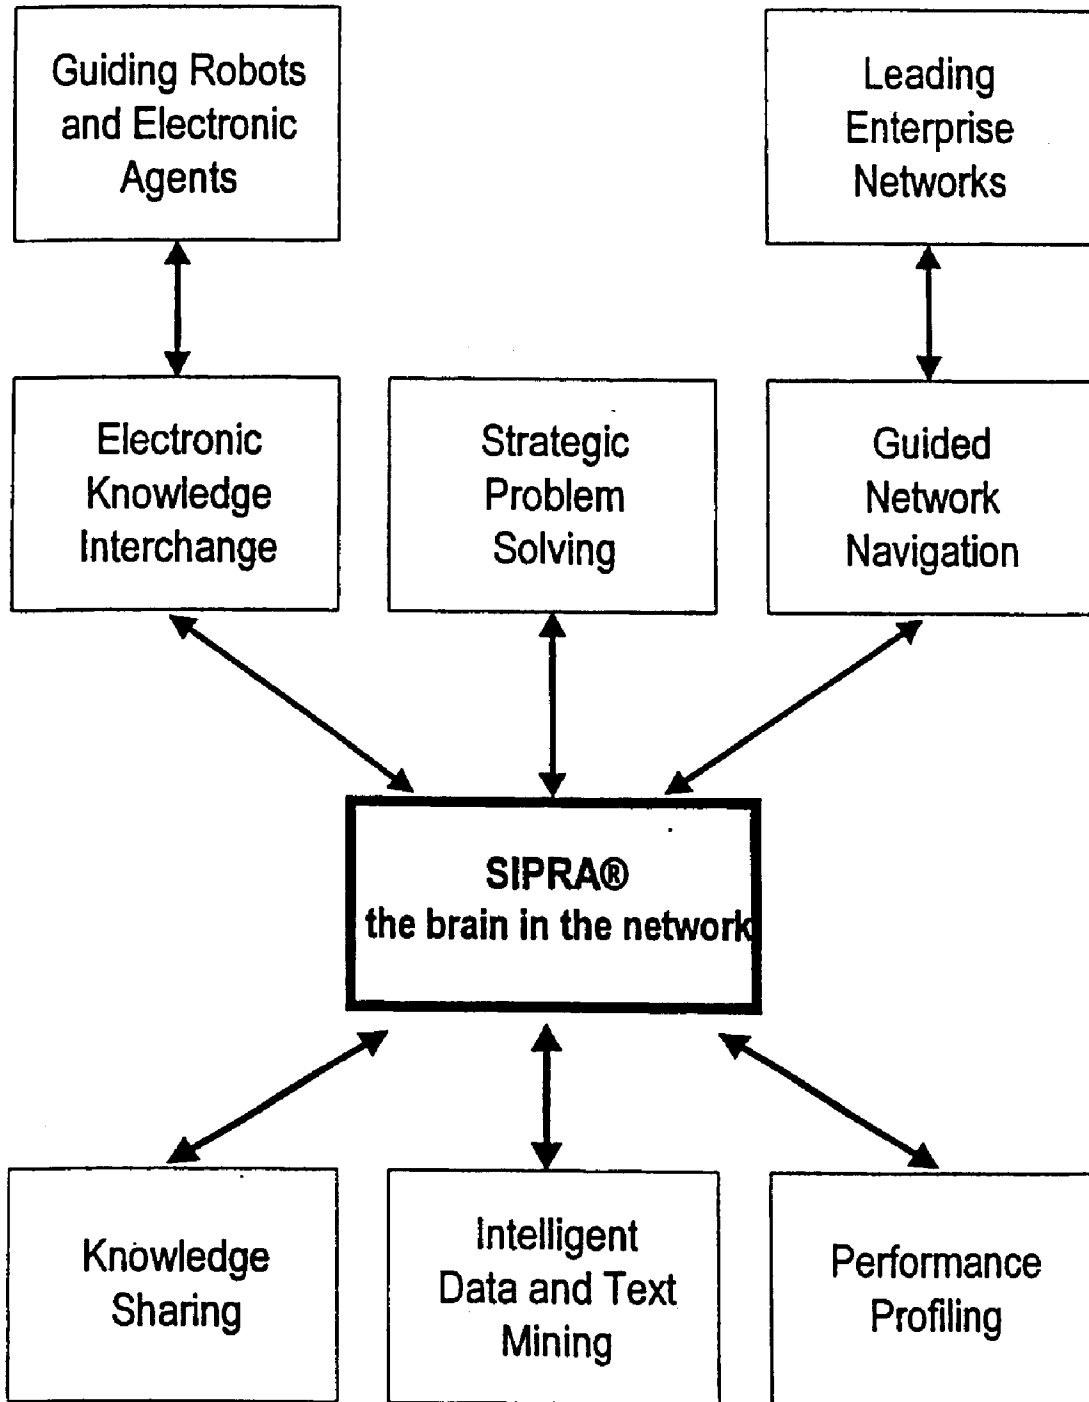 Guiding Robots
and Electronic
Agents
Leading
Enterprise
Networks
Electronic
Knowledge
Interchange
Strategic
Problem
Solving
Guided
Network
Navigation
SIPRA®
the brain in the network
Knowledge
Sharing
Intelligent
Data and Text
Mining
Performance
Profiling